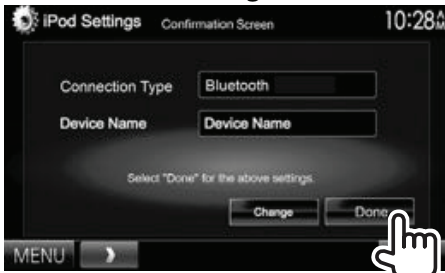 iPod Settings Confirmation Screen 10:28 AM
Connection Type Bluetooth
Device Name Device Name
Select "Done" for the above settings.
Change Done
MENU